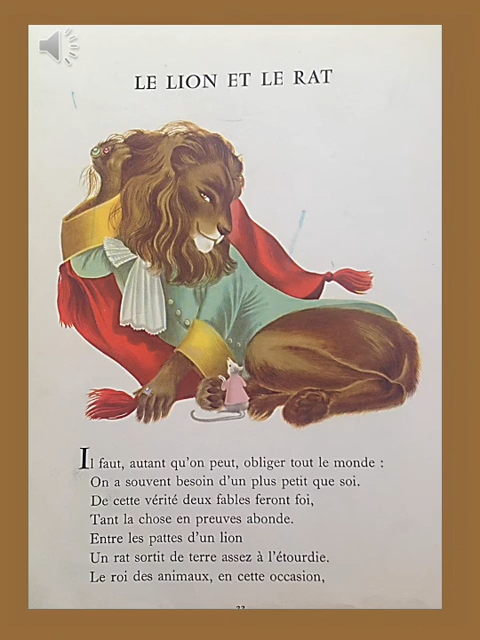 LE LION ET LE RAT
Il faut, autant qu'on peut, obliger tout le monde :
On a souvent besoin d'un plus petit que soi.
De cette vérité deux fables feront foi,
Tant la chose en preuves abonde.
Entre les pattes d'un lion
Un rat sortit de terre assez à l'étourdie.
Le roi des animaux, en cette occasion,